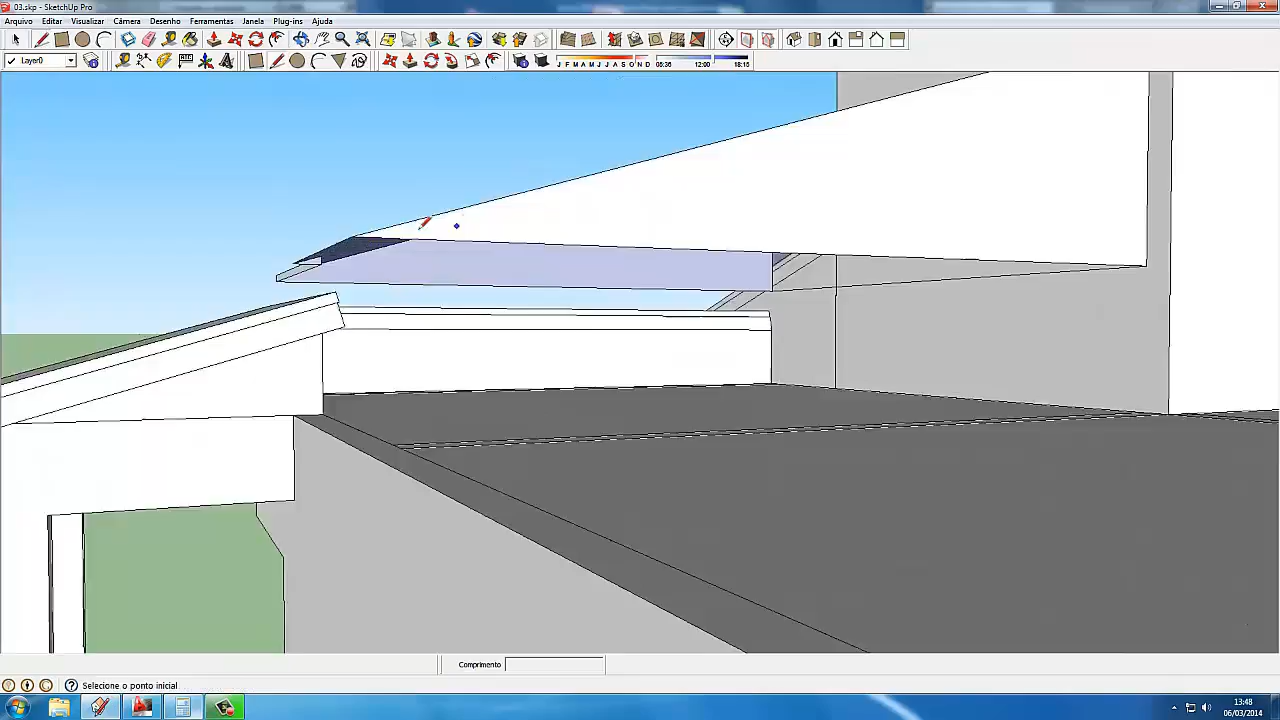 03.skp - SketchUp Pro
Arquivo Editar Visualizar Câmera Desenho Ferramentas Janela Plug-ins Ajuda
Layer0
J F M A M J J A S O N D 05:36 12:00 18:15
Comprimento
Selecione o ponto inicial
13:48
06/03/2014